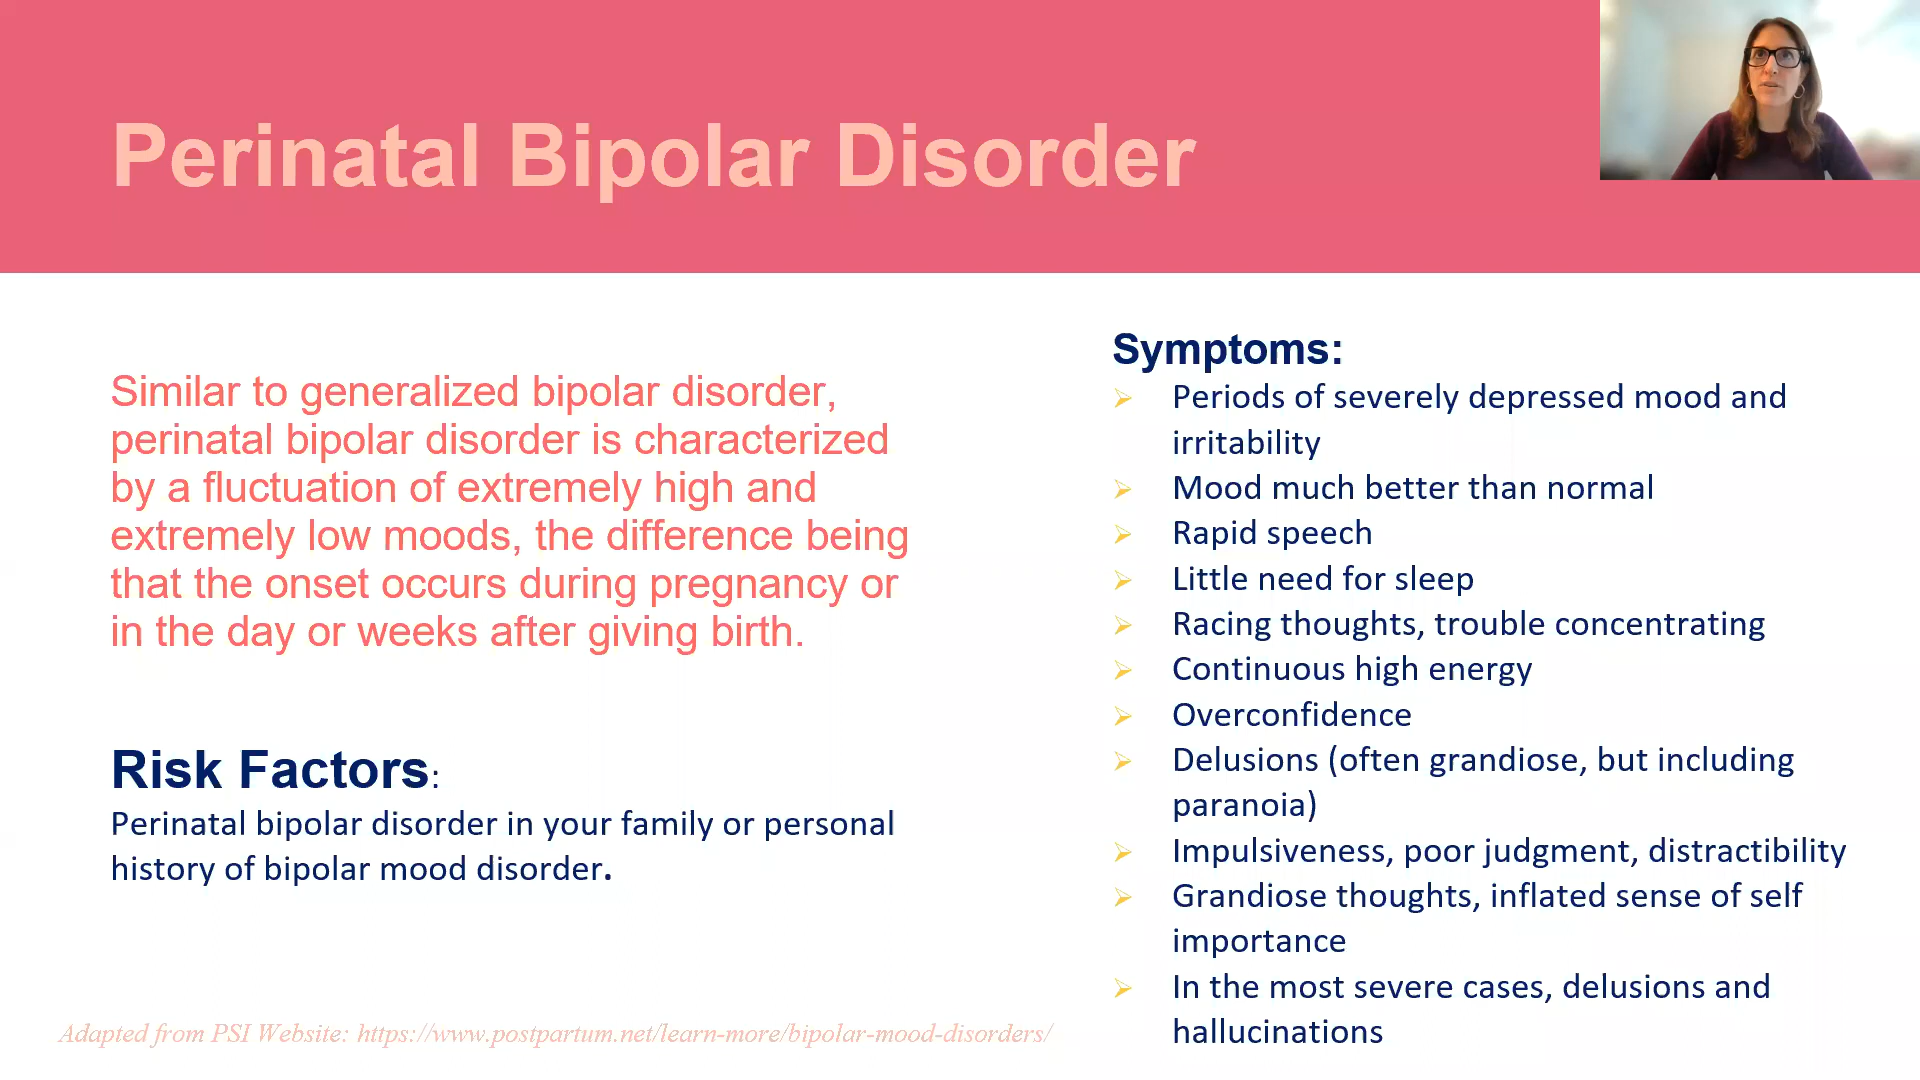 Perinatal Bipolar Disorder
Similar to generalized bipolar disorder,
perinatal bipolar disorder is characterized
by a fluctuation of extremely high and
extremely low moods, the difference being
that the onset occurs during pregnancy or
in the day or weeks after giving birth.
Risk Factors:
Perinatal bipolar disorder in your family or personal
history of bipolar mood disorder.
Adapted from PSI Website: https://www.postpartum.net/learn-more/bipolar-mood-disorders/
Symptoms:
➢ Periods of severely depressed mood and
irritability
➢ Mood much better than normal
➢ Rapid speech
➢ Little need for sleep
➢ Racing thoughts, trouble concentrating
➢ Continuous high energy
➢ Overconfidence
➢ Delusions (often grandiose, but including
paranoia)
➢ Impulsiveness, poor judgment, distractibility
➢ Grandiose thoughts, inflated sense of self
importance
➢ In the most severe cases, delusions and
hallucinations